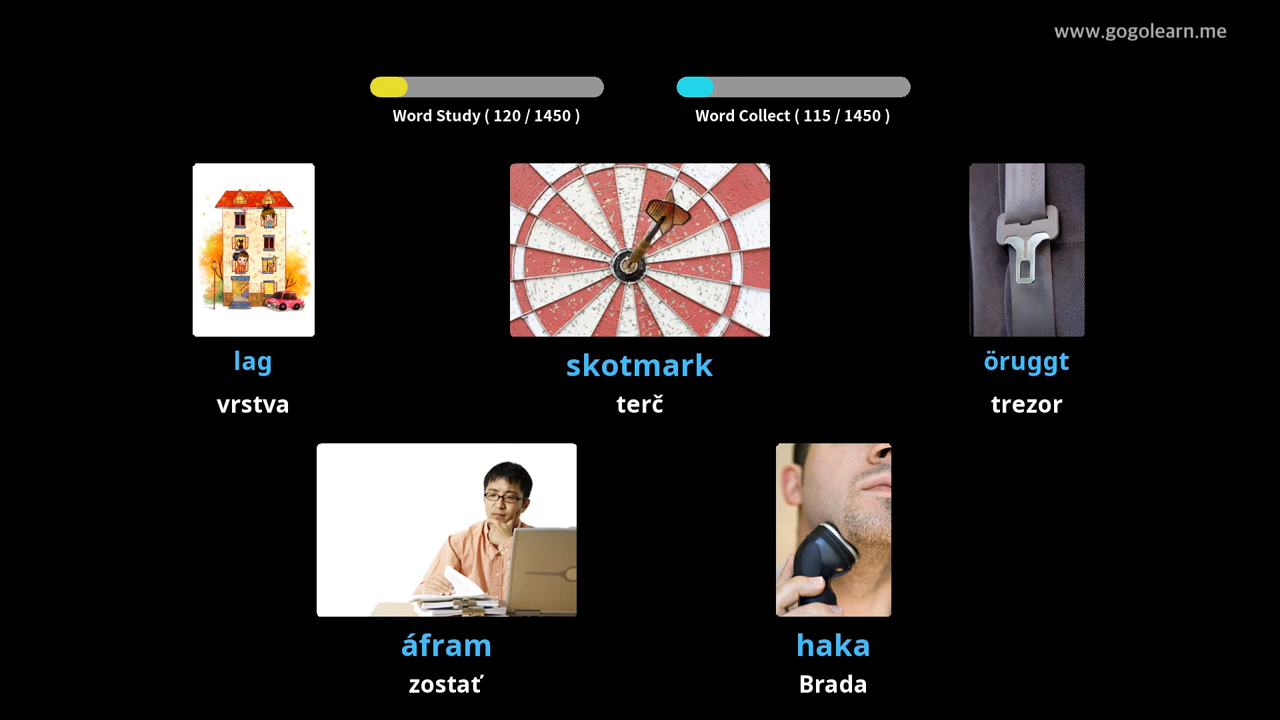 www.gogolearn.me
Word Study ( 120 / 1450 )
Word Collect ( 115 / 1450 )
lag
skotmark
öruggt
vrstva
terč
trezor
áfram
haka
zostať
Brada